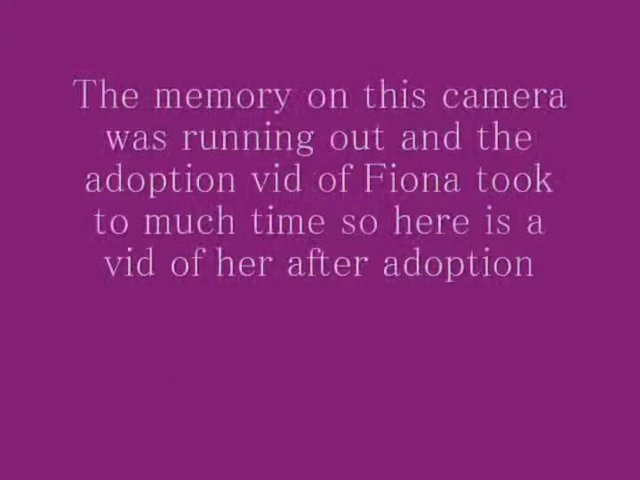 The memory on this camera
was running out and the
adoption vid of Fiona took
to much time so here is a
vid of her after adoption